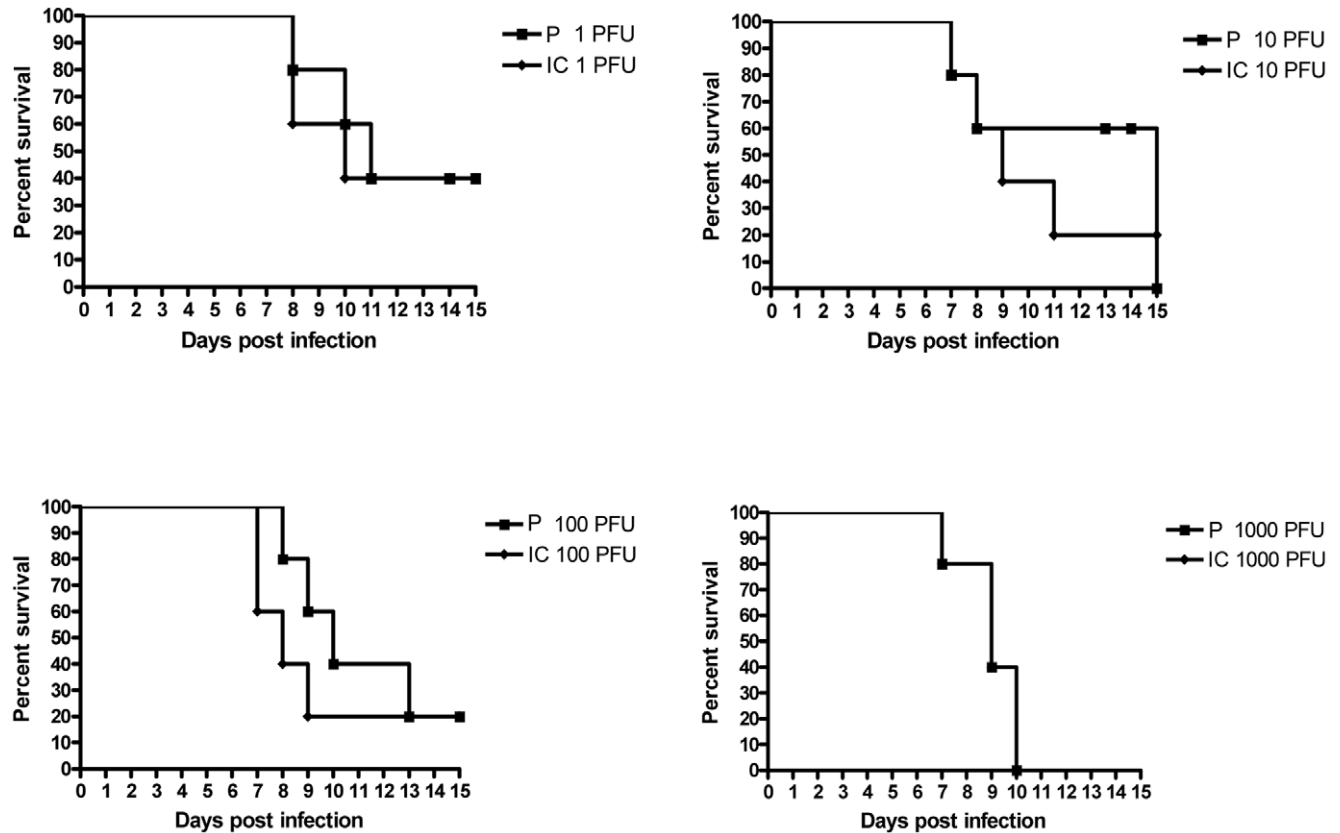 100
90
80
70
60
50
40
30
20
10
0
Percent survival
0 1 2 3 4 5 6 7 8 9 10 11 12 13 14 15
Days post infection
P 1 PFU
IC 1 PFU
100
90
80
70
60
50
40
30
20
10
0
Percent survival
0 1 2 3 4 5 6 7 8 9 10 11 12 13 14 15
Days post infection
P 10 PFU
IC 10 PFU
100
90
80
70
60
50
40
30
20
10
0
Percent survival
0 1 2 3 4 5 6 7 8 9 10 11 12 13 14 15
Days post infection
P 100 PFU
IC 100 PFU
100
90
80
70
60
50
40
30
20
10
0
Percent survival
0 1 2 3 4 5 6 7 8 9 10 11 12 13 14 15
Days post infection
P 1000 PFU
IC 1000 PFU